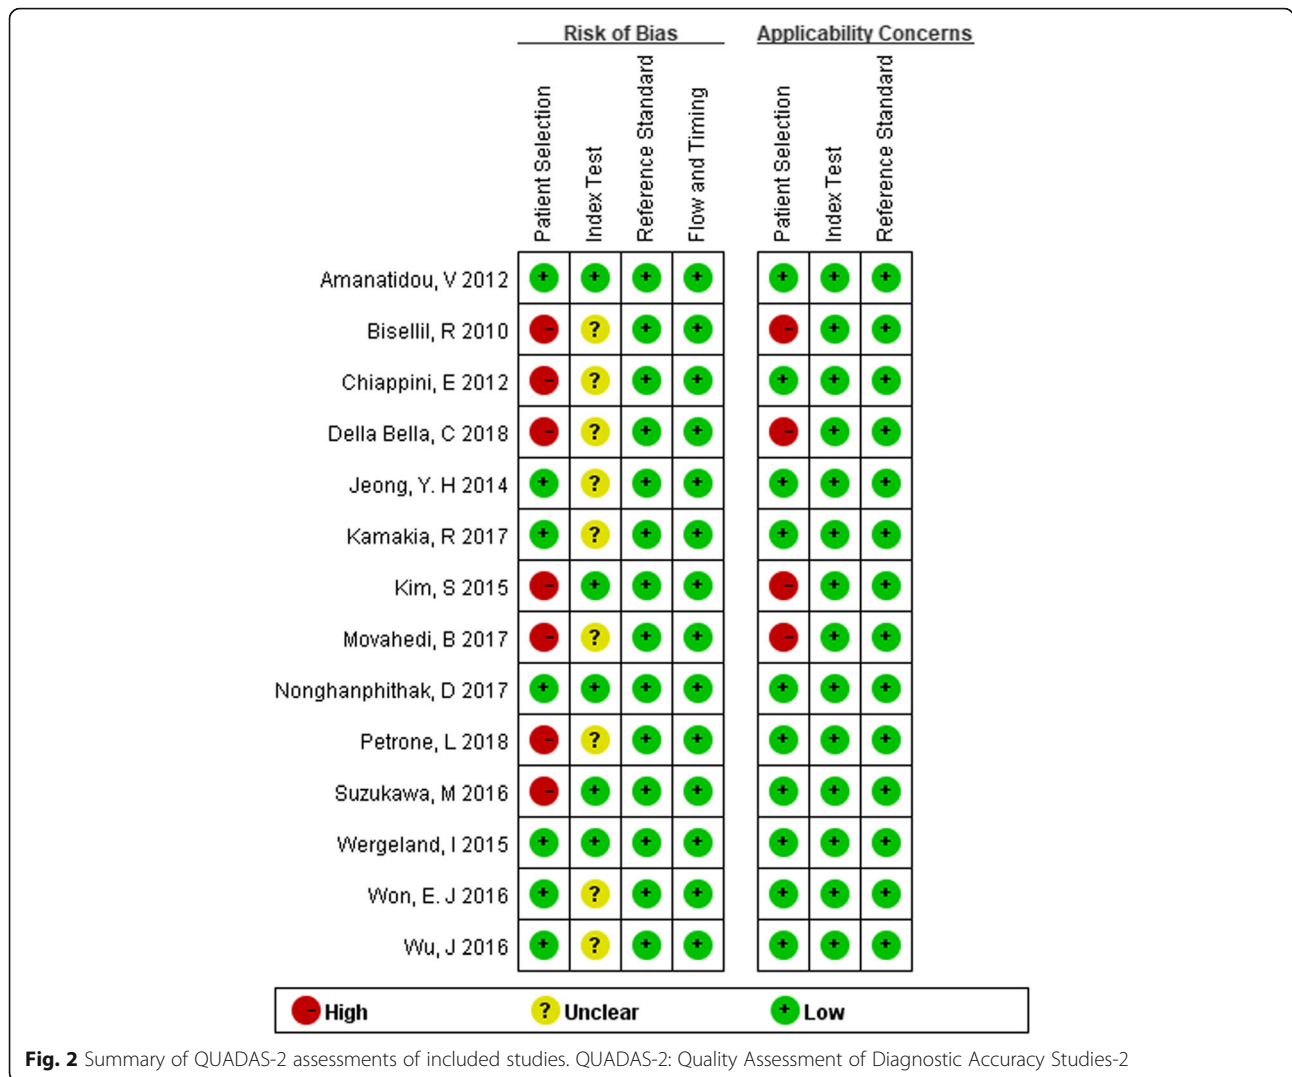 Risk of Bias
Applicability Concerns
Patient Selection
Index Test
Reference Standard
Flow and Timing
Patient Selection
Index Test
Reference Standard
Amanatidou, V 2012 + + + + + + +
Bisellil, R 2010 - ? + + - + +
Chiappini, E 2012 - ? + + + + +
Della Bella, C 2018 - ? + + - + +
Jeong, Y. H 2014 + ? + + + + +
Kamakia, R 2017 + ? + + + + +
Kim, S 2015 - + + + - + +
Movahedi, B 2017 - ? + + - + +
Nonghanphithak, D 2017 + + + + + + +
Petrone, L 2018 - ? + + + + +
Suzukawa, M 2016 - + + + + + +
Wergeland, I 2015 + + + + + + +
Won, E. J 2016 + ? + + + + +
Wu, J 2016 + ? + + + + +
- High ? Unclear + Low
Fig. 2 Summary of QUADAS-2 assessments of included studies. QUADAS-2: Quality Assessment of Diagnostic Accuracy Studies-2